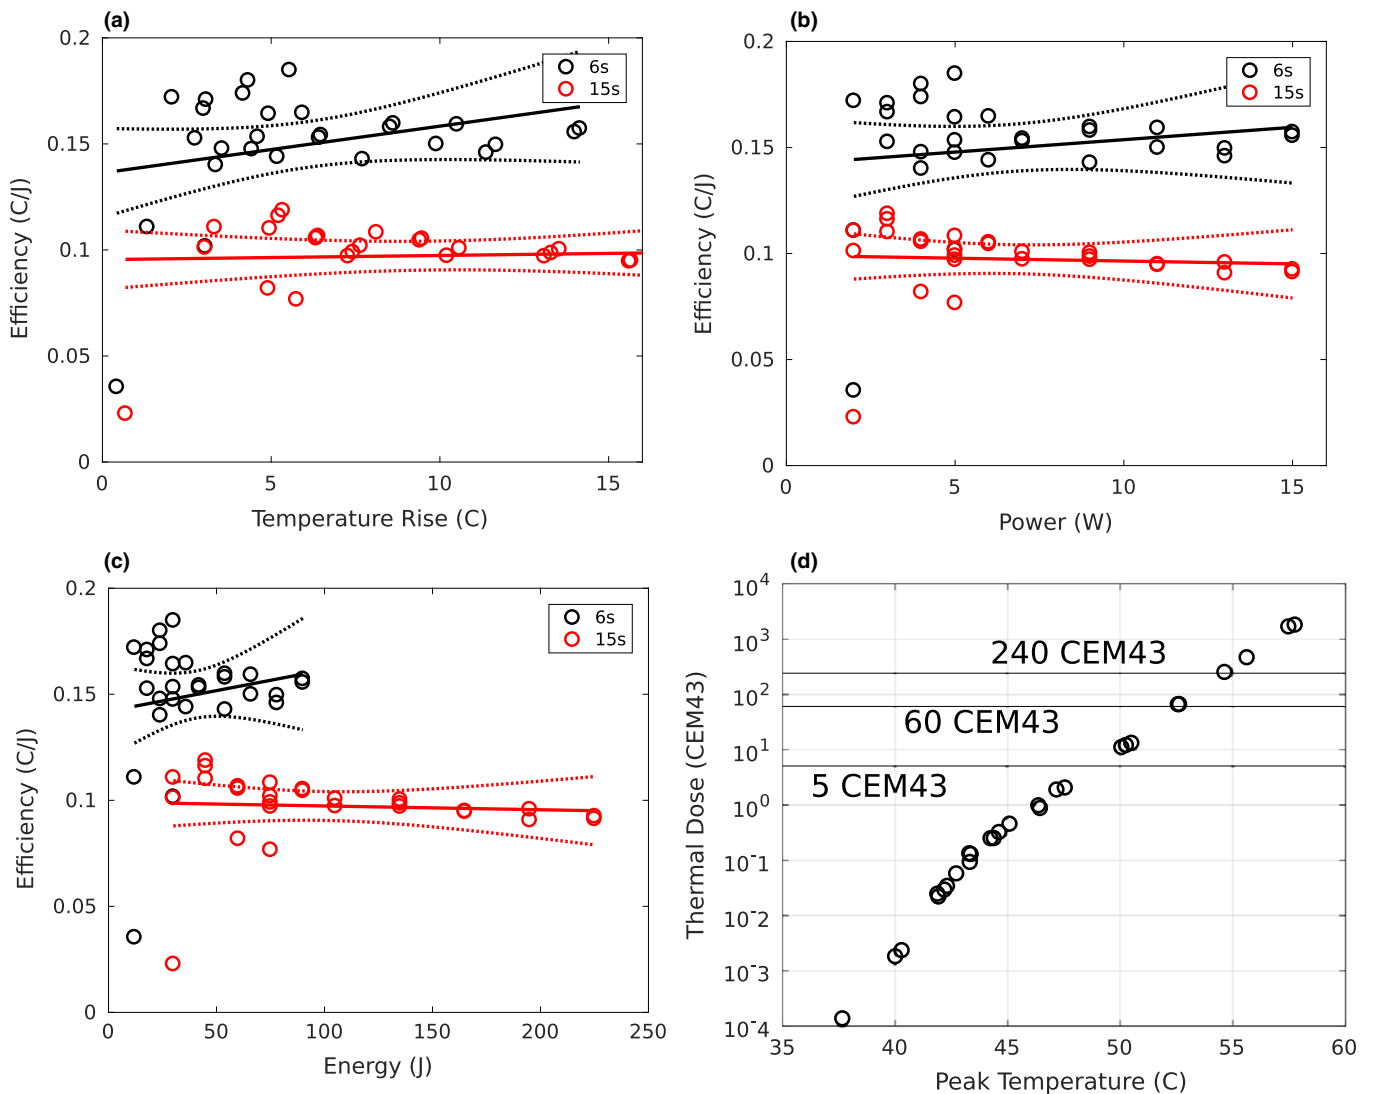 (a)
0.2
0.15
0.1
0.05
0
Efficiency (C/J)
6s
15s
0
5
10
15
Temperature Rise (C)
(b)
0.2
0.15
0.1
0.05
0
Efficiency (C/J)
6s
15s
0
5
10
15
Power (W)
(c)
0.2
0.15
0.1
0.05
0
Efficiency (C/J)
6s
15s
0
50
100
150
200
250
Energy (J)
(d)
10^4
10^3
10^2
10^1
10^0
10^-1
10^-2
10^-3
10^-4
Thermal Dose (CEM43)
240 CEM43
60 CEM43
5 CEM43
35
40
45
50
55
60
Peak Temperature (C)